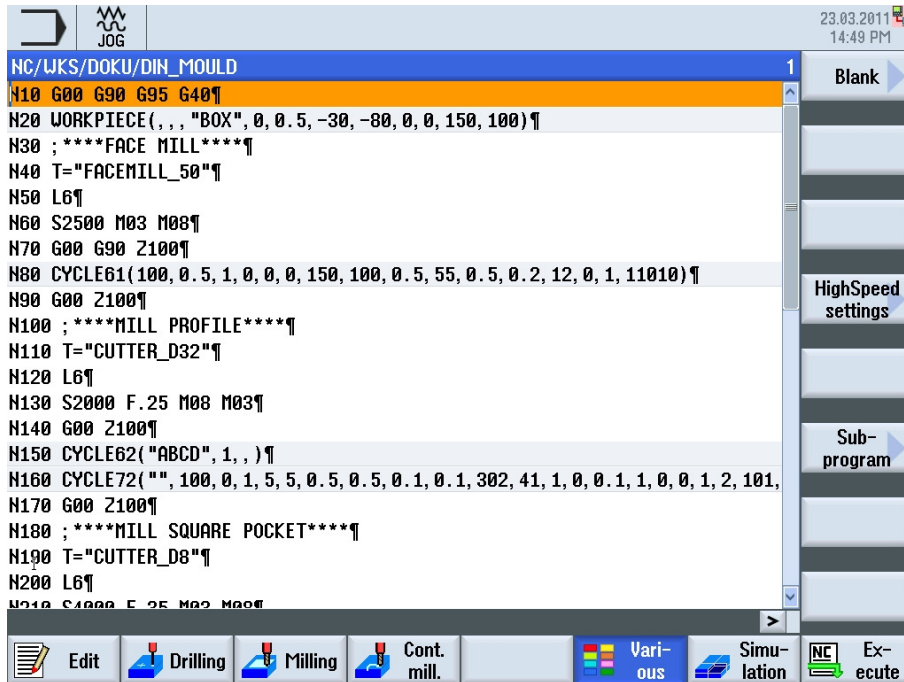 JOG
23.03.2011
14:49 PM
NC/WKS/DOKU/DIN_MOULD 1
N10 G00 G90 G95 G40¶
N20 WORKPIECE(,,,"BOX",0,0.5,-30,-80,0,0,150,100)¶
N30 ;****FACE MILL****¶
N40 T="FACEMILL_50"¶
N50 L6¶
N60 S2500 M03 M08¶
N70 G00 G90 Z100¶
N80 CYCLE61(100,0.5,1,0,0,0,150,100,0.5,55,0.5,0.2,12,0,1,11010)¶
N90 G00 Z100¶
N100 ;****MILL PROFILE****¶
N110 T="CUTTER_D32"¶
N120 L6¶
N130 S2000 F.25 M08 M03¶
N140 G00 Z100¶
N150 CYCLE62("ABCD",1,,)¶
N160 CYCLE72("",100,0,1,5,5,0.5,0.5,0.1,0.1,302,41,1,0,0.1,1,0,0,1,2,101,
N170 G00 Z100¶
N180 ;****MILL SQUARE POCKET****¶
N190 T="CUTTER_D8"¶
N200 L6¶
N210 S4000 F.35 M03 M08¶
>
Blank
HighSpeed
settings
Sub-
program
Edit
Drilling
Milling
Cont.
mill.
Vari-
ous
Simu-
lation
NC
Ex-
ecute